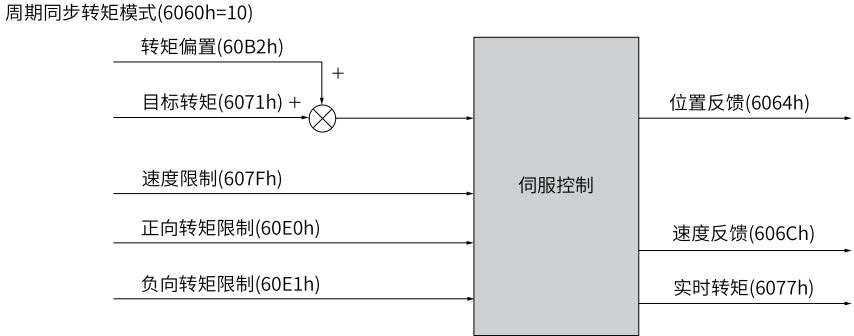 周期同步转矩模式(6060h=10)
转矩偏置(60B2h)
+
目标转矩(6071h) +
位置反馈(6064h)
速度限制(607Fh)
伺服控制
正向转矩限制(60E0h)
速度反馈(606Ch)
负向转矩限制(60E1h)
实时转矩(6077h)